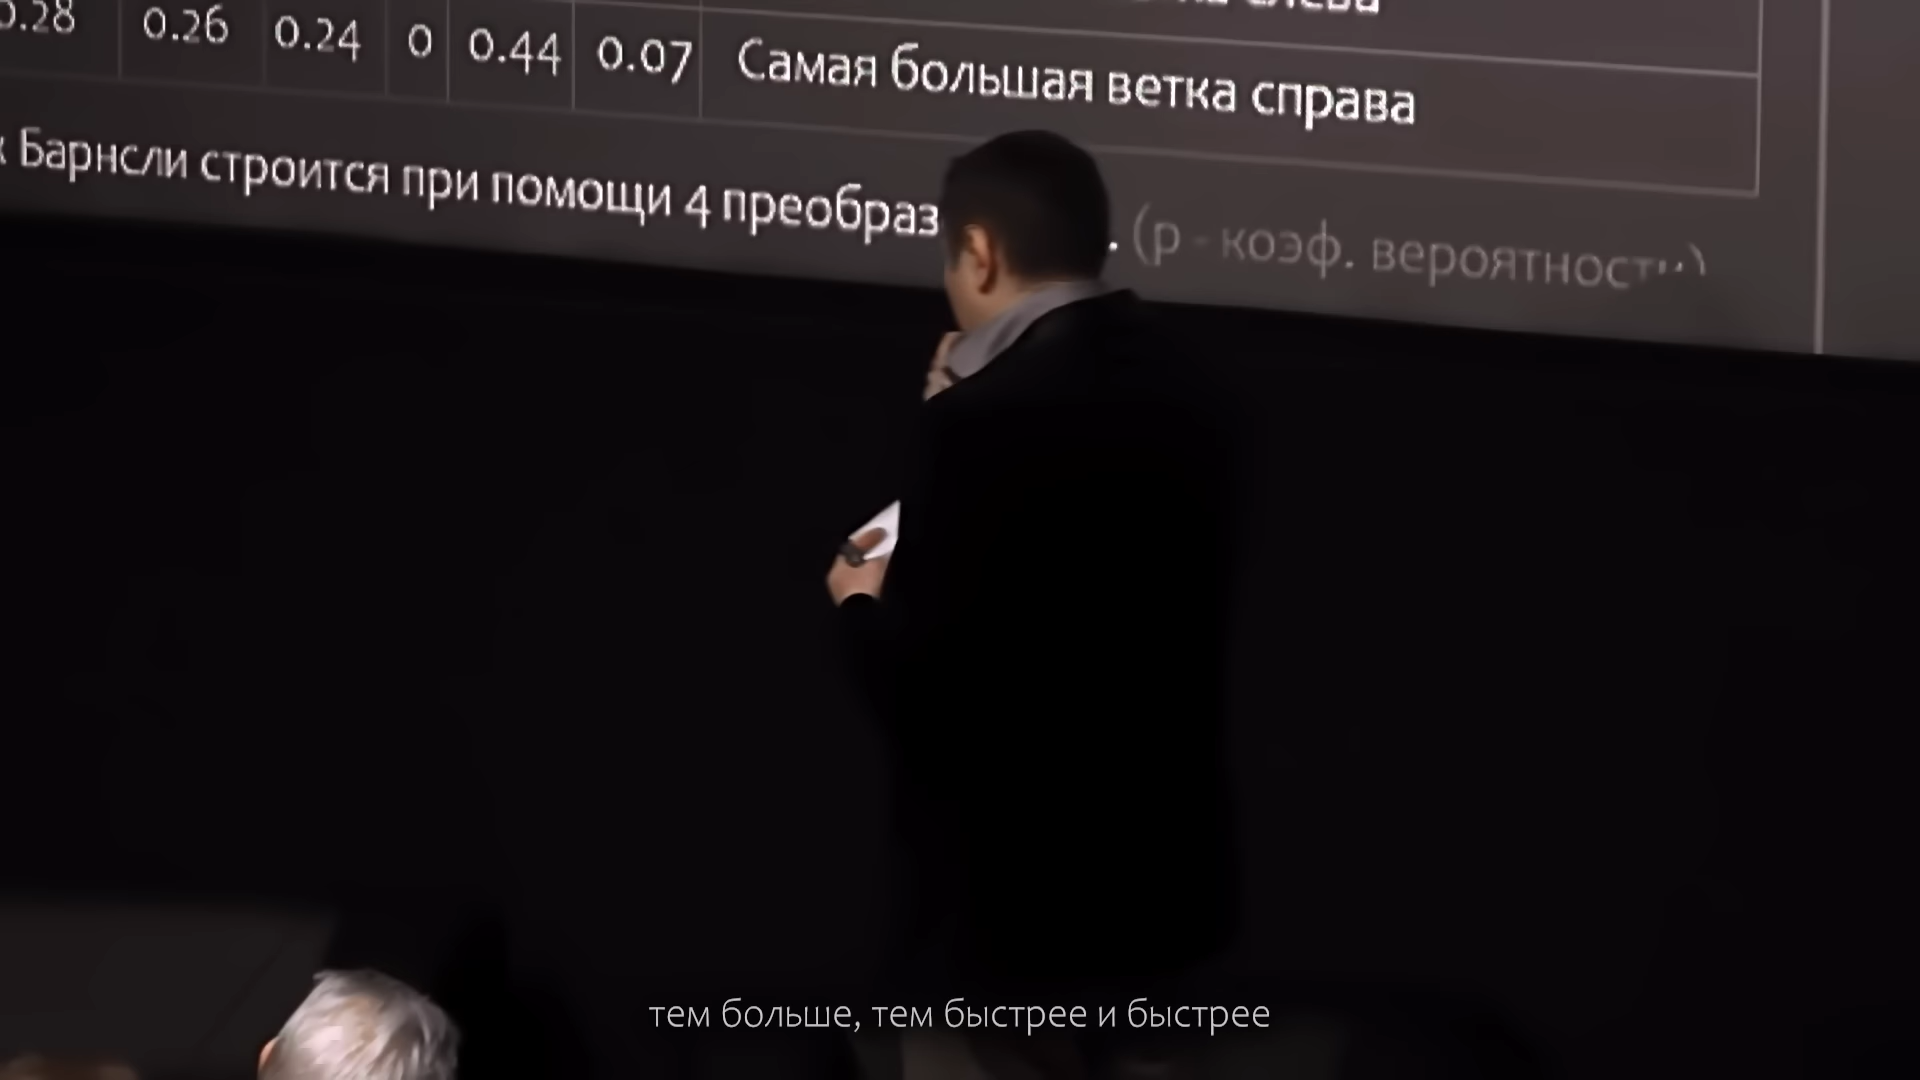 0.28 0.26 0.24 0 0.44 0.07 Самая большая ветка справа
Барнсли строится при помощи 4 преобраз . (р - коэф. вероятности)
тем больше, тем быстрее и быстрее